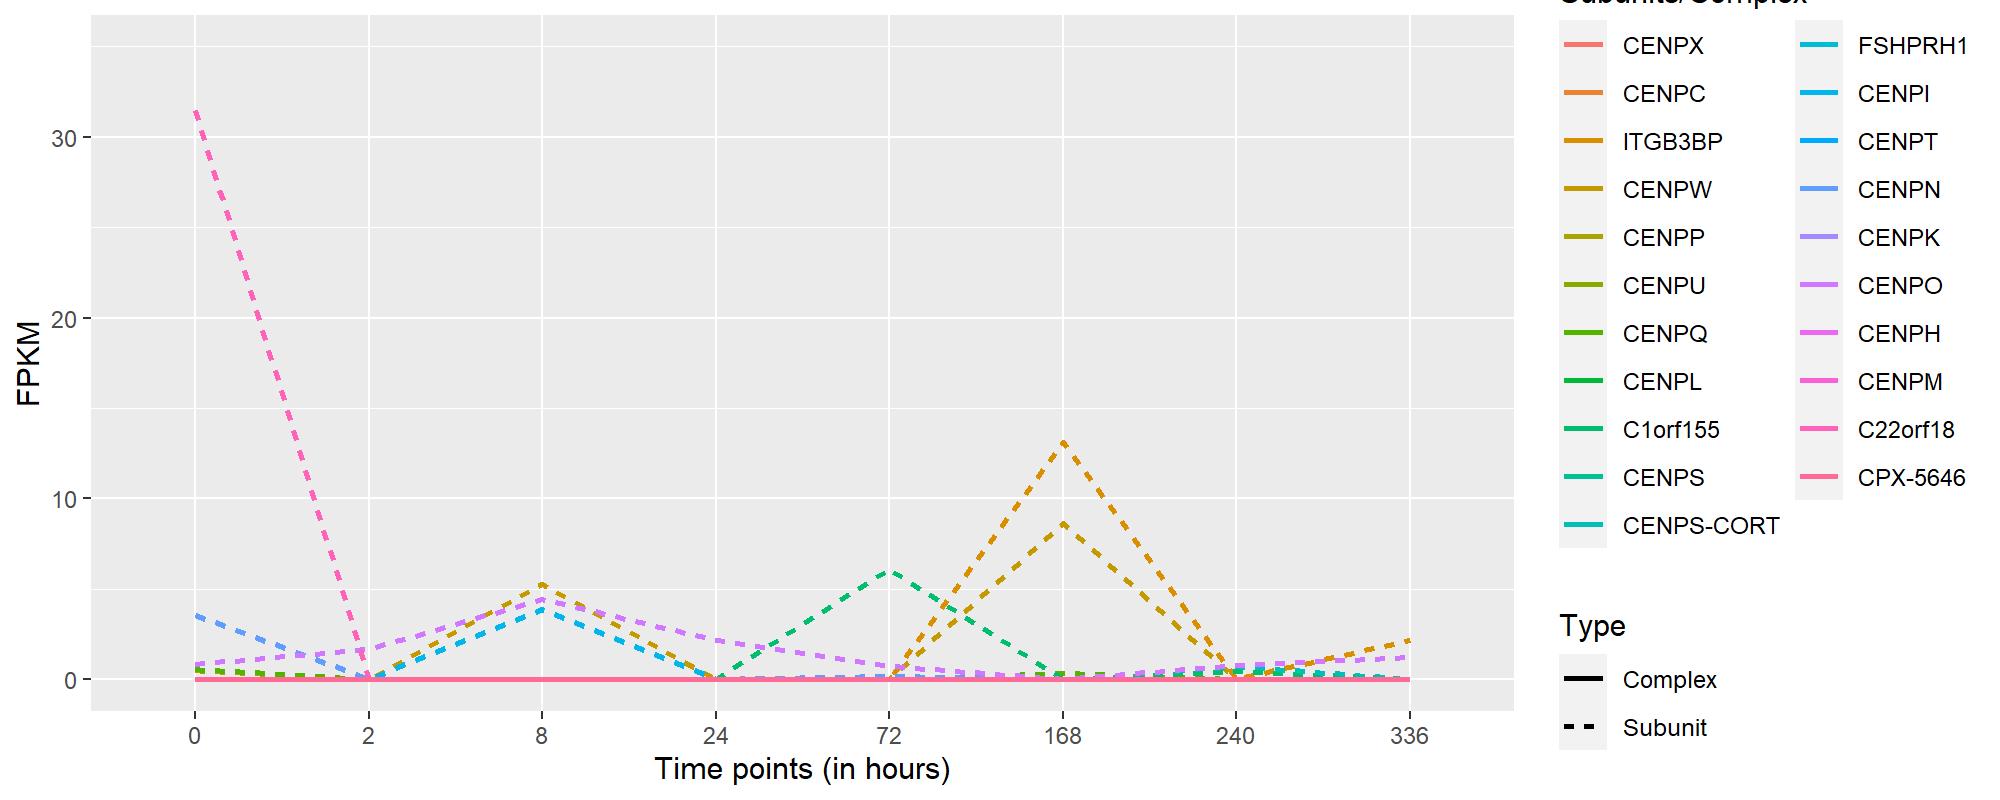 Subunits/Complex
CENPX
CENPC
ITGB3BP
CENPW
CENPP
CENPU
CENPQ
CENPL
C1orf155
CENPS
CENPS-CORT
FSHPRH1
CENPI
CENPT
CENPN
CENPK
CENPO
CENPH
CENPM
C22orf18
CPX-5646
Type
Complex
Subunit
FPKM
30
20
10
0
0 2 8 24 72 168 240 336
Time points (in hours)